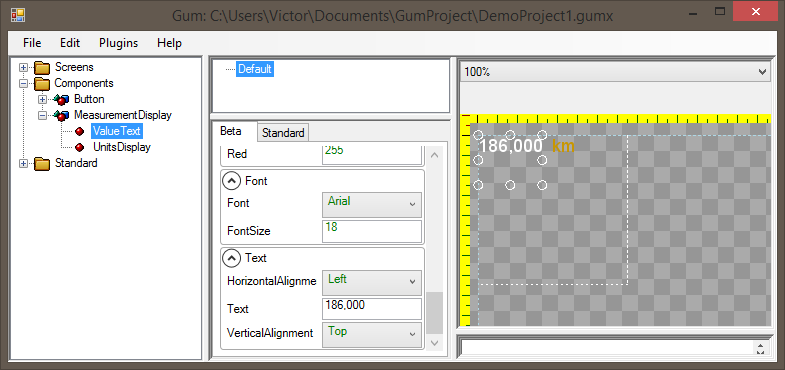 Gum: C:\Users\Victor\Documents\GumProject\DemoProject1.gumx
File Edit Plugins Help
Screens
Components
Button
MeasurementDisplay
ValueText
UnitsDisplay
Standard
Default
Beta Standard
Red 255
Font
Font Arial
FontSize 18
Text
HorizontalAlignme Left
Text 186,000
VerticalAlignment Top
100%
186,000 km